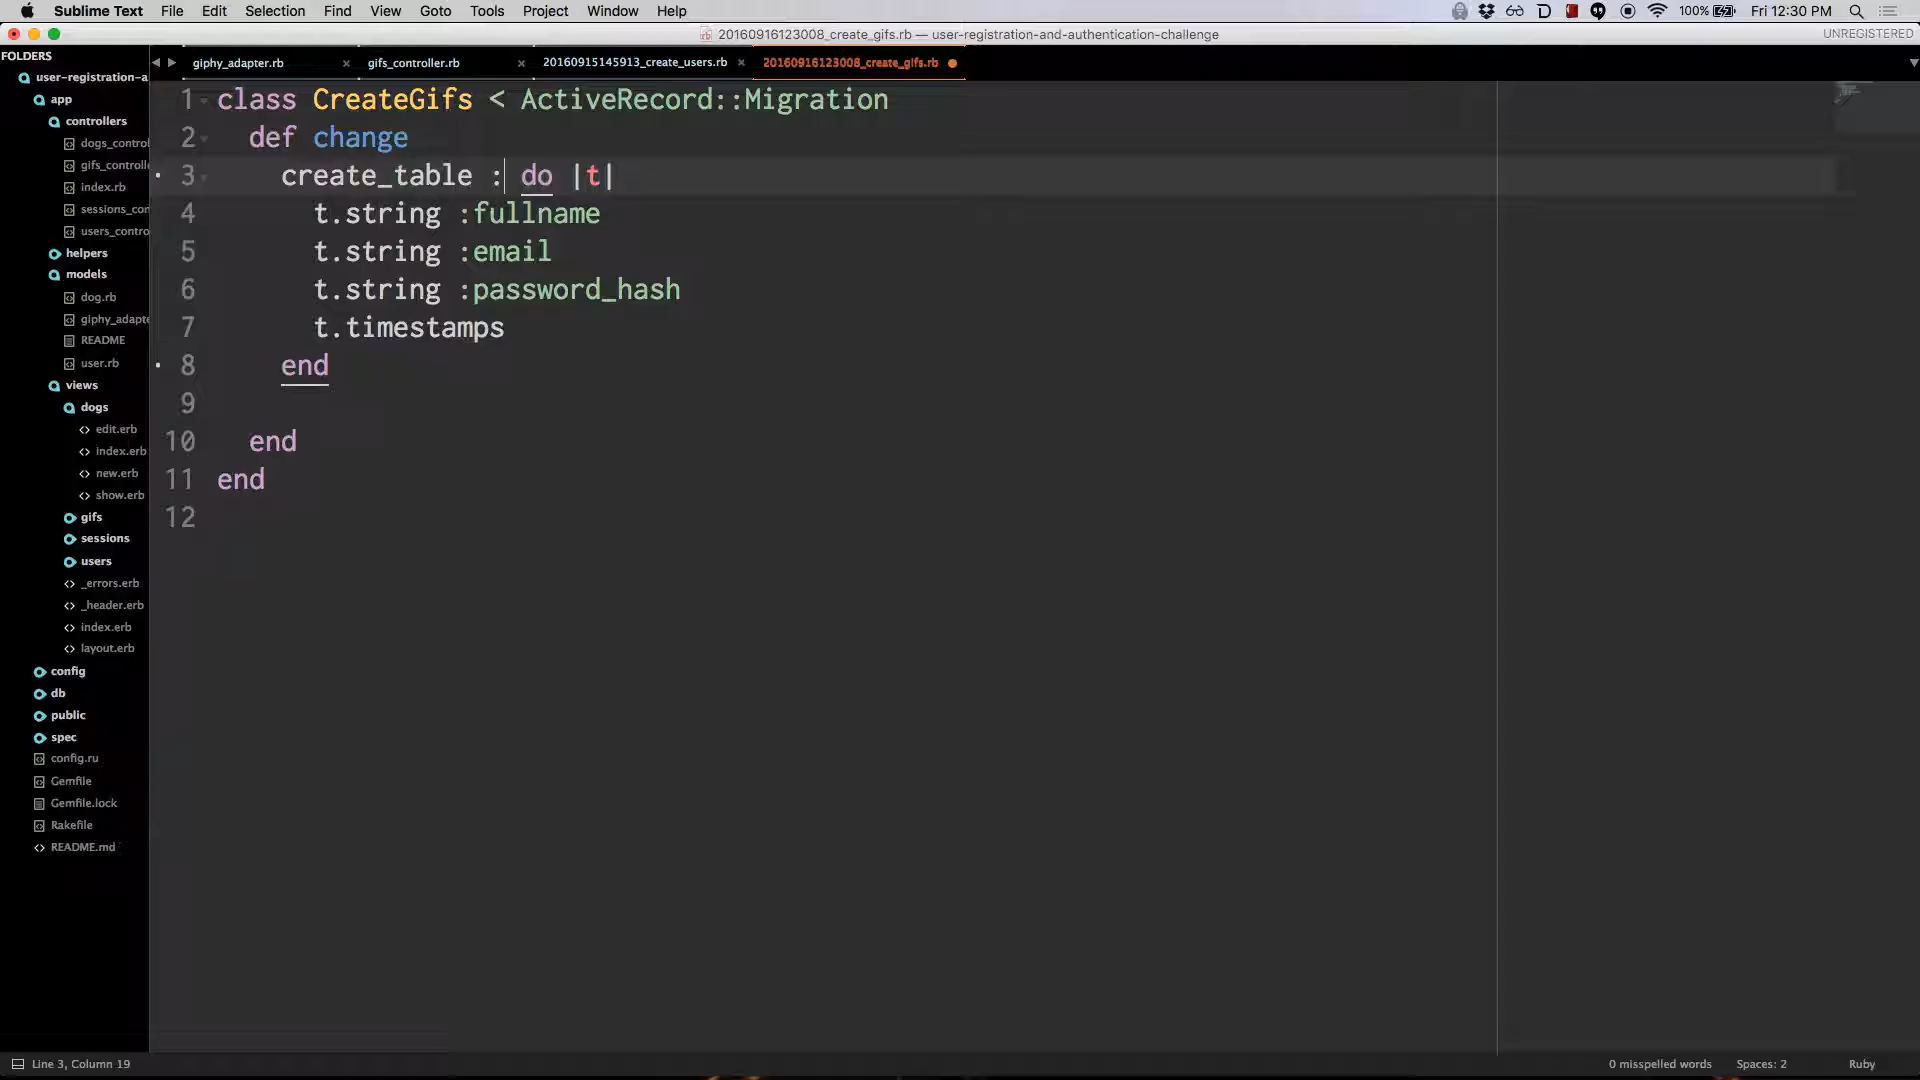 Sublime Text File Edit Selection Find View Goto Tools Project Window Help 100% Fri 12:30 PM
20160916123008_create_gifs.rb — user-registration-and-authentication-challenge UNREGISTERED
FOLDERS
user-registration-a
app
controllers
dogs_control
gifs_controlle
index.rb
sessions_con
users_contro
helpers
models
dog.rb
giphy_adapte
README
user.rb
views
dogs
edit.erb
index.erb
new.erb
show.erb
gifs
sessions
users
_errors.erb
_header.erb
index.erb
layout.erb
config
db
public
spec
config.ru
Gemfile
Gemfile.lock
Rakefile
README.md
giphy_adapter.rb gifs_controller.rb 20160915145913_create_users.rb 20160916123008_create_gifs.rb
1 class CreateGifs < ActiveRecord::Migration
2 def change
3 create_table : do |t|
4 t.string :fullname
5 t.string :email
6 t.string :password_hash
7 t.timestamps
8 end
9
10 end
11 end
12
Line 3, Column 19 0 misspelled words Spaces: 2 Ruby